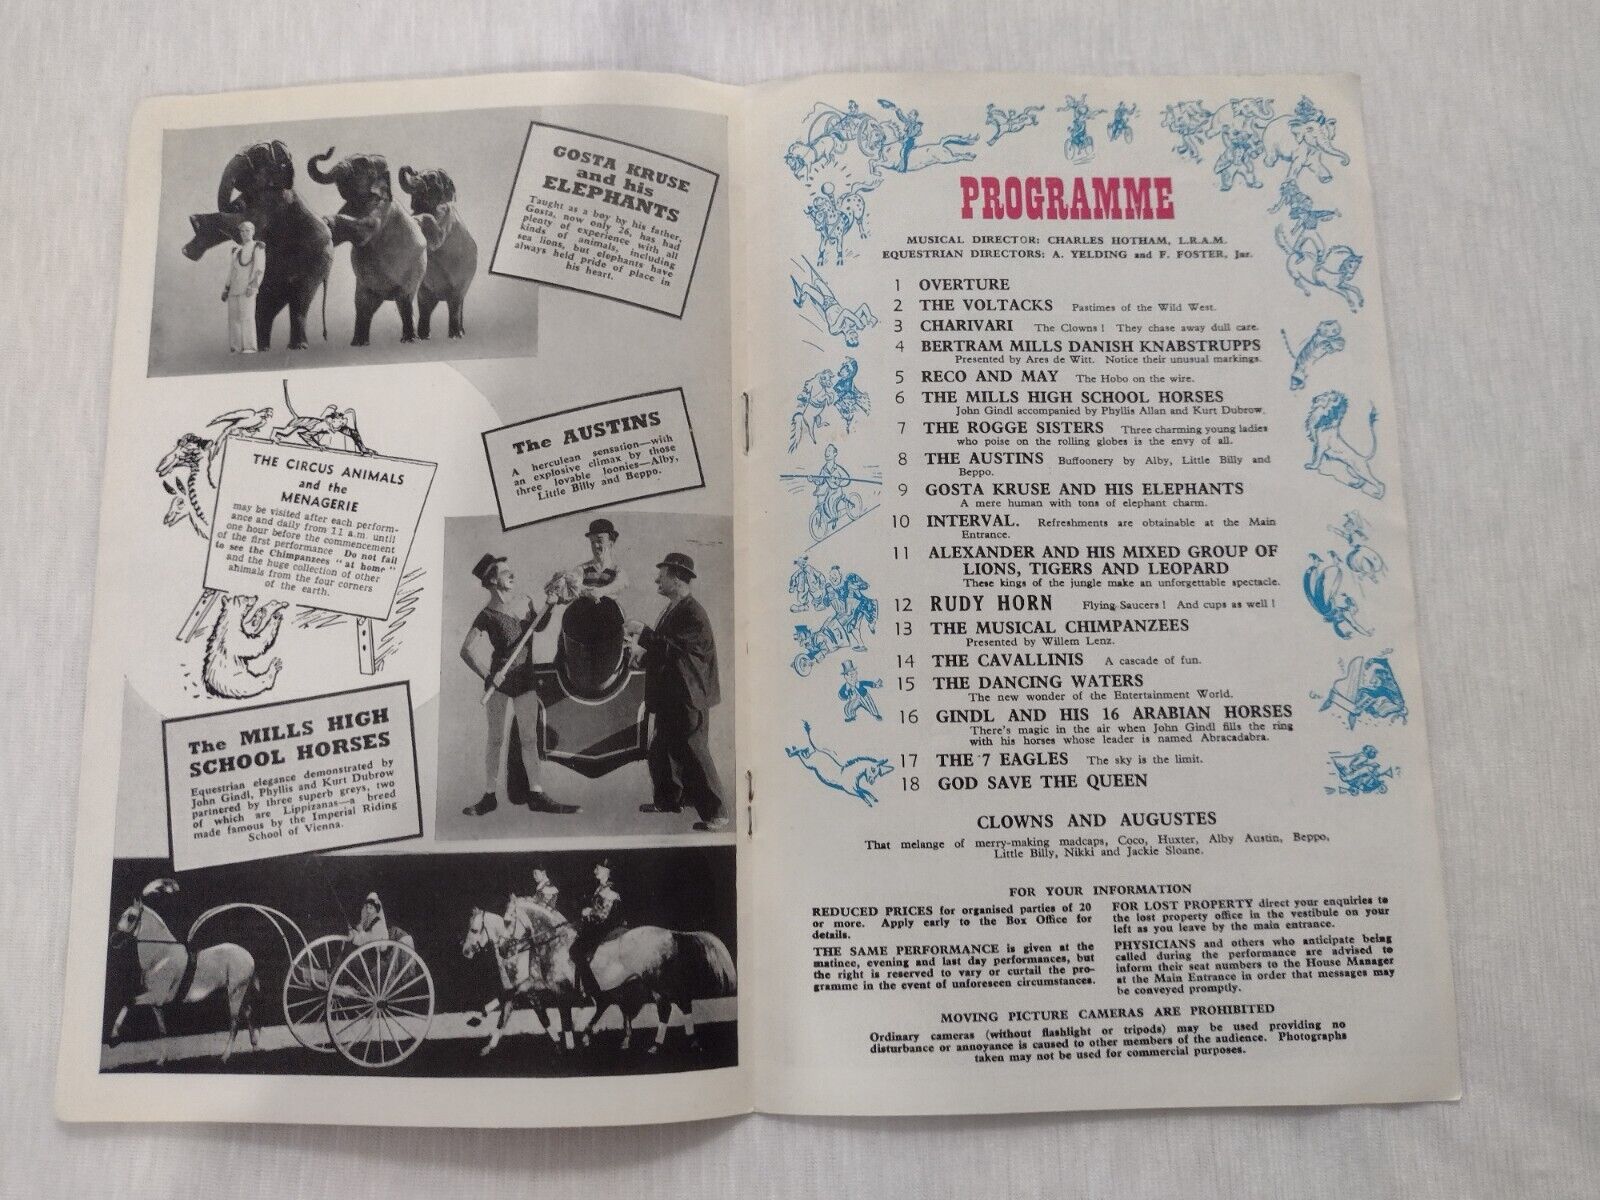 GOSTA KRUSE
and his
ELEPHANTS
Taught as a boy by his father,
Gosta, now only 26, has had
plenty of experience with all
kinds of animals, including
sea lions, but elephants have
always held pride of place in
his heart.
The AUSTINS
A herculean sensation—with
an explosive climax by those
three lovable loonies—Alby,
Little Billy and Beppo.
THE CIRCUS ANIMALS
and the
MENAGERIE
may be visited after each perform-
ance and daily from 11 a.m. until
one hour before the commencement
of the first performance Do not fail
to see the Chimpanzees "at home"
and the huge collection of other
animals from the four corners
of the earth.
The MILLS HIGH
SCHOOL HORSES
Equestrian elegance demonstrated by
John Gindl, Phyllis and Kurt Dubrow
partnered by three superb greys, two
of which are Lippizanas—a breed
made famous by the Imperial Riding
School of Vienna.
PROGRAMME
MUSICAL DIRECTOR: CHARLES HOTHAM, L.R.A.M.
EQUESTRIAN DIRECTORS: A. YELDING and F. FOSTER, Jnr.
1 OVERTURE
2 THE VOLTACKS Pastimes of the Wild West.
3 CHARIVARI The Clowns! They chase away dull care.
4 BERTRAM MILLS DANISH KNABSTRUPPS
Presented by Ares de Witt. Notice their unusual markings.
5 RECO AND MAY The Hobo on the wire.
6 THE MILLS HIGH SCHOOL HORSES
John Gindl accompanied by Phyllis Allan and Kurt Dubrow.
7 THE ROGGE SISTERS Three charming young ladies
who poise on the rolling globes is the envy of all.
8 THE AUSTINS Buffoonery by Alby, Little Billy and
Beppo.
9 GOSTA KRUSE AND HIS ELEPHANTS
A mere human with tons of elephant charm.
10 INTERVAL. Refreshments are obtainable at the Main
Entrance.
11 ALEXANDER AND HIS MIXED GROUP OF
LIONS, TIGERS AND LEOPARD
These kings of the jungle make an unforgettable spectacle.
12 RUDY HORN Flying Saucers! And cups as well!
13 THE MUSICAL CHIMPANZEES
Presented by Willem Lenz.
14 THE CAVALLINIS A cascade of fun.
15 THE DANCING WATERS
The new wonder of the Entertainment World.
16 GINDL AND HIS 16 ARABIAN HORSES
There's magic in the air when John Gindl fills the ring
with his horses whose leader is named Abracadabra.
17 THE 7 EAGLES The sky is the limit.
18 GOD SAVE THE QUEEN
CLOWNS AND AUGUSTES
That melange of merry-making madcaps, Coco, Huxter, Alby Austin, Beppo,
Little Billy, Nikki and Jackie Sloane.
FOR YOUR INFORMATION
REDUCED PRICES for organised parties of 20
or more. Apply early to the Box Office for
details.
THE SAME PERFORMANCE is given at the
matinee, evening and last day performances, but
the right is reserved to vary or curtail the pro-
gramme in the event of unforeseen circumstances.
FOR LOST PROPERTY direct your enquiries to
the lost property office in the vestibule on your
left as you leave by the main entrance.
PHYSICIANS and others who anticipate being
called during the performance are advised to
inform their seat numbers to the House Manager
at the Main Entrance in order that messages may
be conveyed promptly.
MOVING PICTURE CAMERAS ARE PROHIBITED
Ordinary cameras (without flashlight or tripods) may be used providing no
disturbance or annoyance is caused to other members of the audience. Photographs
taken may not be used for commercial purposes.